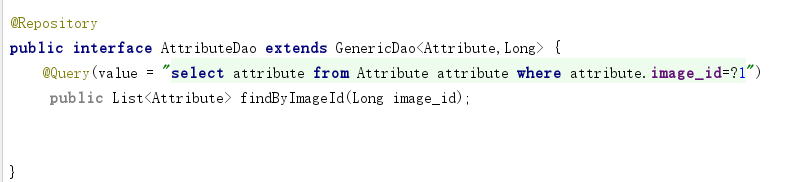 @Repository
public interface AttributeDao extends GenericDao<Attribute,Long> {
@Query(value = "select attribute from Attribute attribute where attribute.image_id=?1")
public List<Attribute> findByImageId(Long image_id);
}